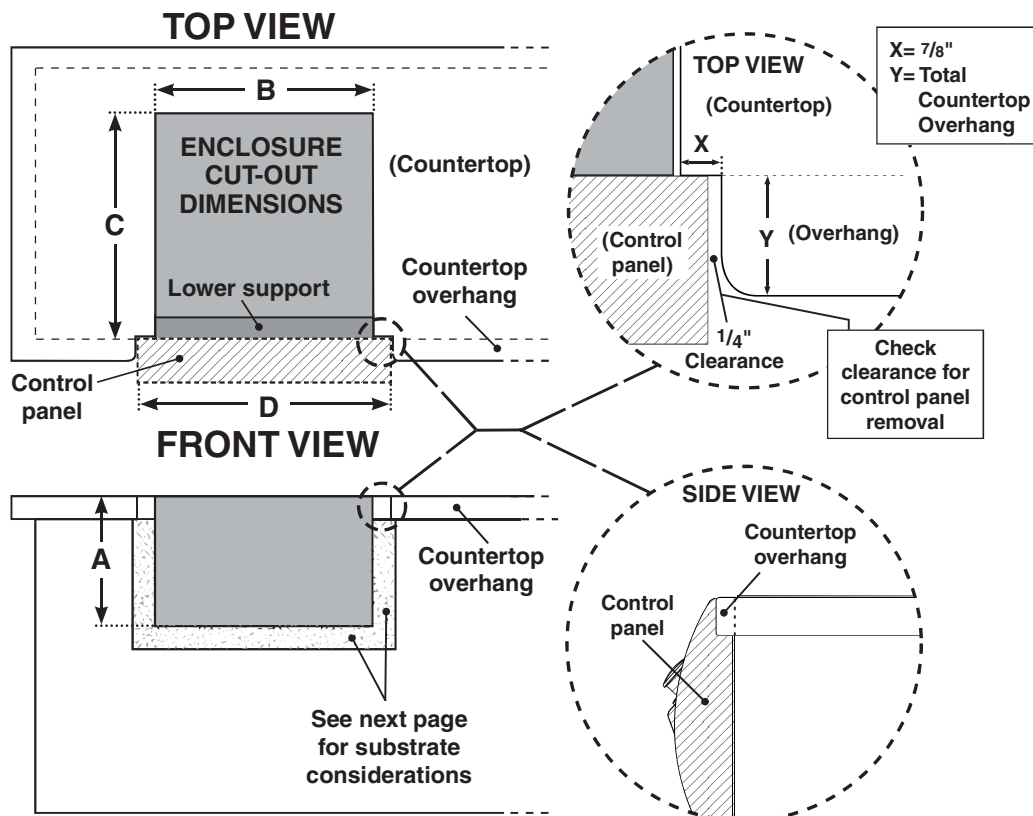 TOP VIEW
B
ENCLOSURE
CUT-OUT
DIMENSIONS
(Countertop)
C
Lower support
Countertop
overhang
Control
panel
D
TOP VIEW
(Countertop)
X
(Control
panel)
Y
(Overhang)
1/4"
Clearance
X= 7/8"
Y= Total
Countertop
Overhang
Check
clearance for
control panel
removal
FRONT VIEW
A
Countertop
overhang
See next page
for substrate
considerations
SIDE VIEW
Countertop
overhang
Control
panel